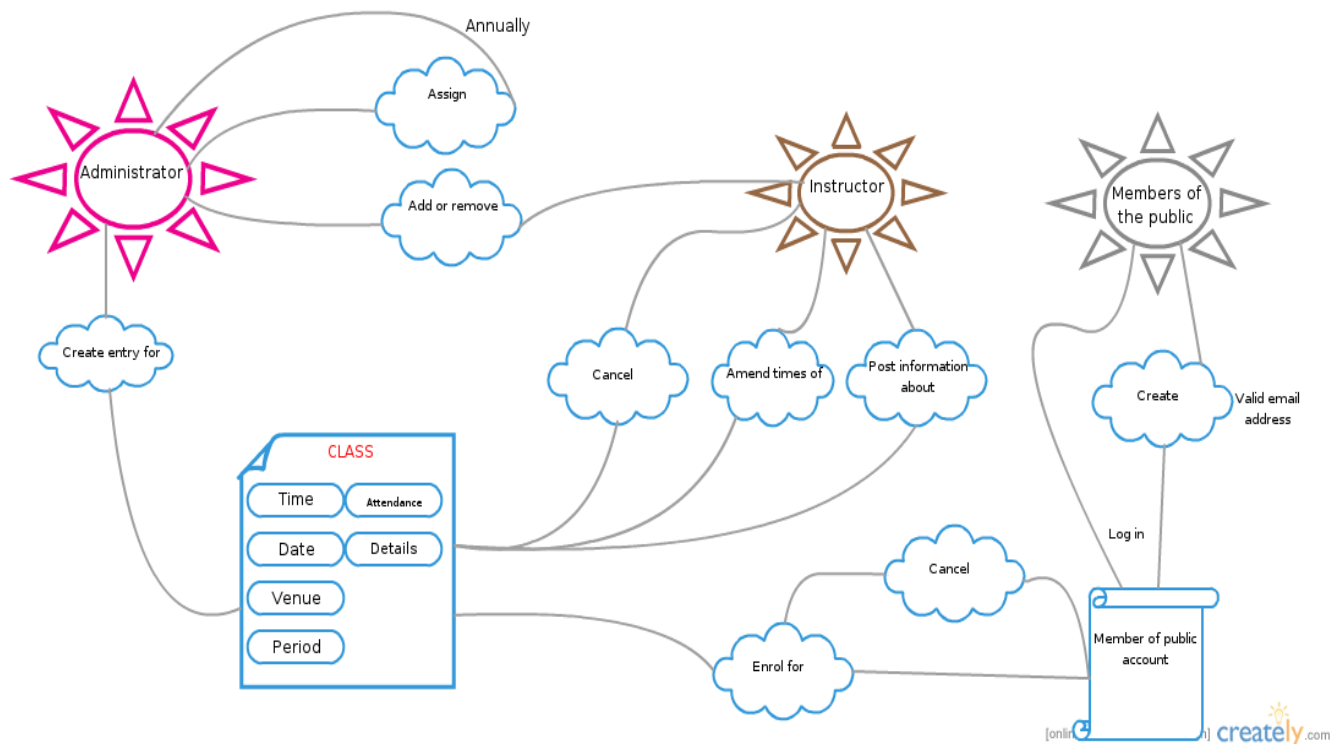 Annually
Assign
Administrator
Add or remove
Instructor
Members of
the public
Create entry for
Cancel
Amend times of
Post information
about
Create
Valid email
address
CLASS
Time
Attendance
Date
Details
Venue
Period
Log in
Cancel
Enrol for
Member of public
account
creately.com